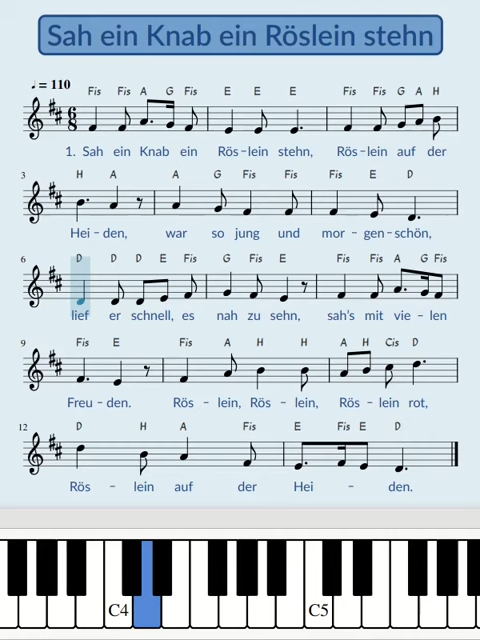 Sah ein Knab ein Röslein stehn
♩ = 110
Fis Fis A G Fis E E E Fis Fis G A H
6
8
1. Sah ein Knab ein Rös–lein stehn, Rös–lein auf der
3
H A A G Fis Fis Fis E D
Hei – den, war so jung und mor – gen – schön,
6
D D D E Fis G Fis E Fis Fis A G Fis
lief er schnell, es nah zu sehn, sah's mit vie – len
9
Fis E Fis A H H A H Cis D
Freu – den. Rös – lein, Rös – lein, Rös – lein rot,
12
D H A Fis E Fis E D
Rös – lein auf der Hei – den.
C4 C5